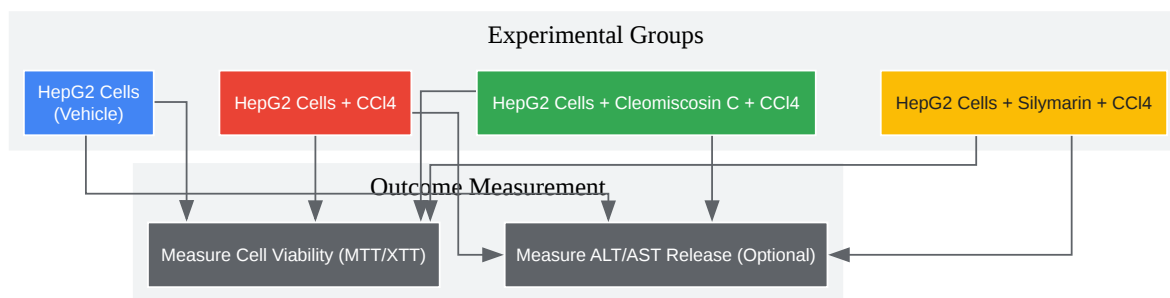 Experimental Groups
HepG2 Cells
(Vehicle)
HepG2 Cells + CCl4
HepG2 Cells + Cleomiscosin C + CCl4
HepG2 Cells + Silymarin + CCl4
Outcome Measurement
Measure Cell Viability (MTT/XTT)
Measure ALT/AST Release (Optional)